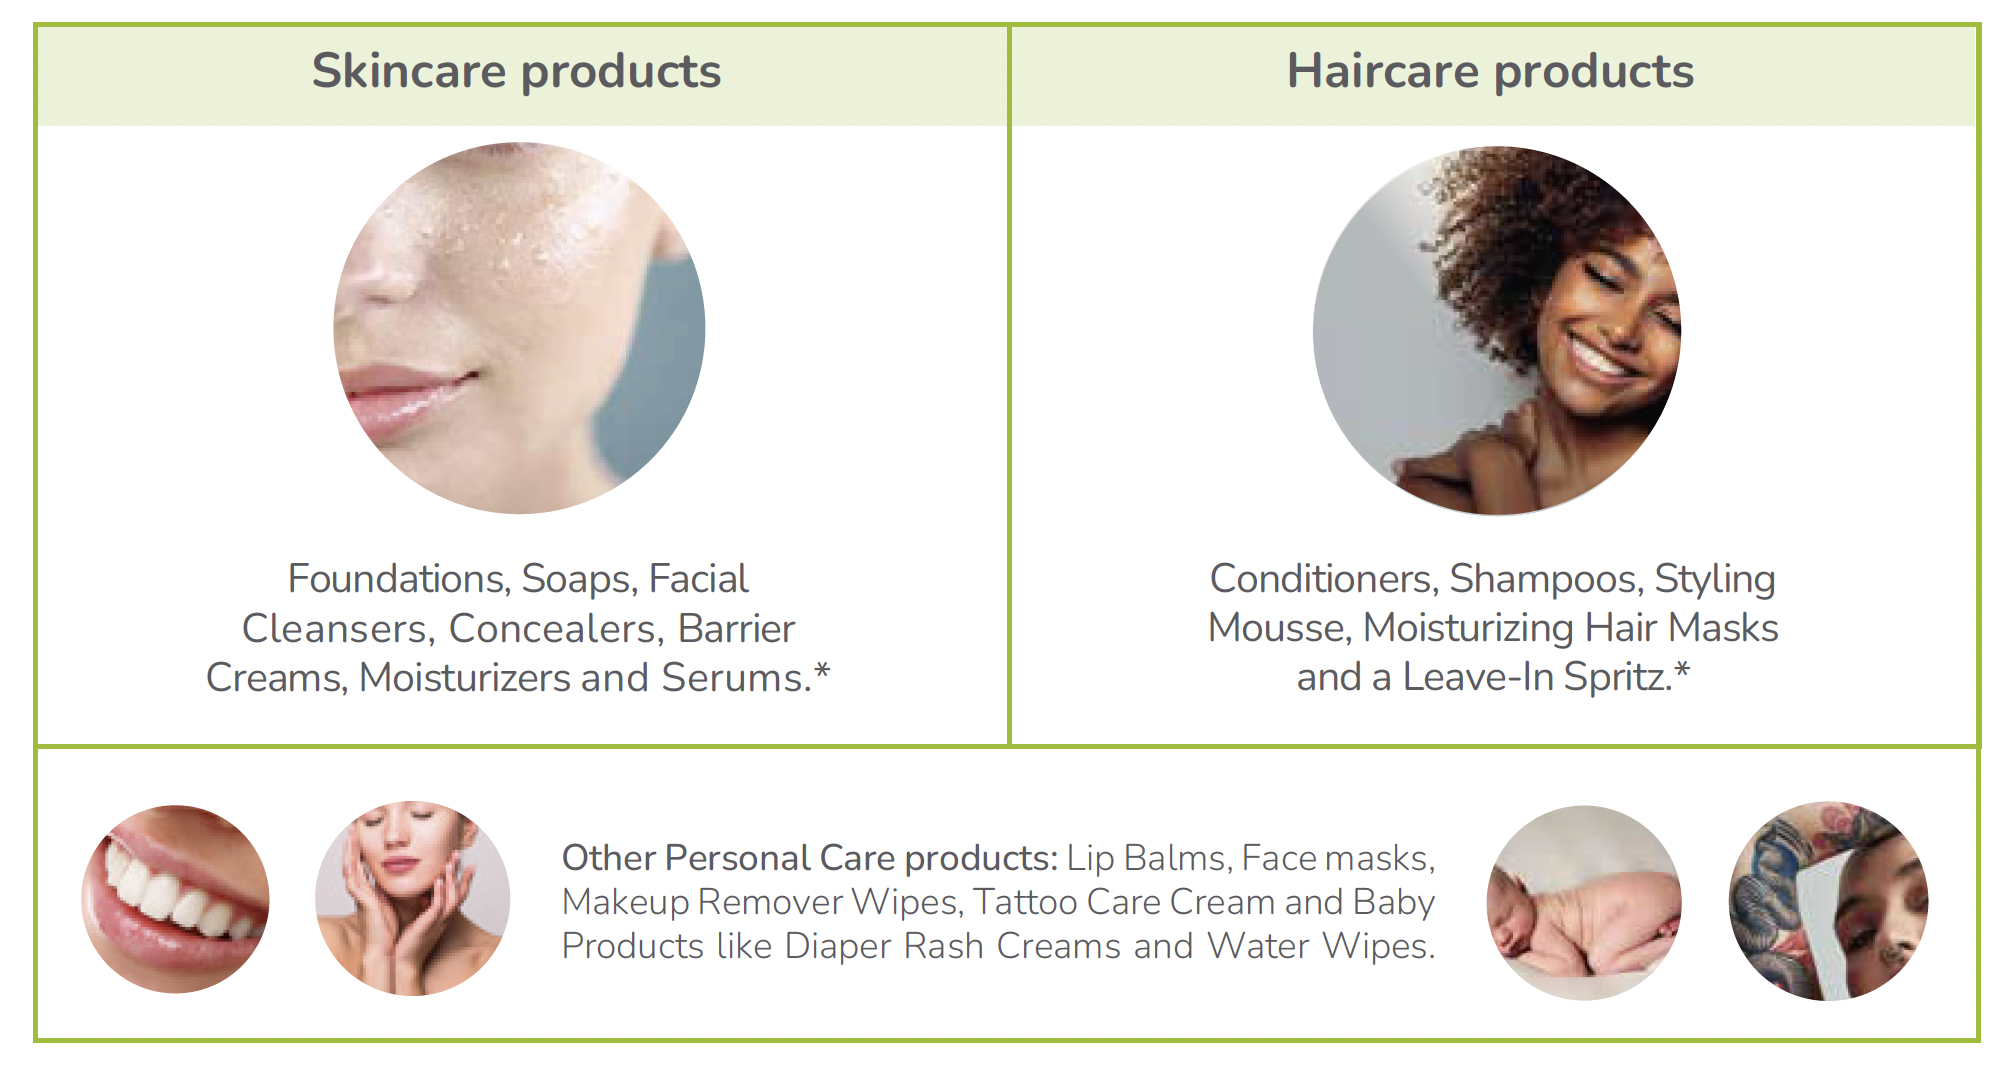 Skincare products
Haircare products
Foundations, Soaps, Facial
Cleansers, Concealers, Barrier
Creams, Moisturizers and Serums.*
Conditioners, Shampoos, Styling
Mousse, Moisturizing Hair Masks
and a Leave-In Spritz.*
Other Personal Care products: Lip Balms, Face masks,
Makeup Remover Wipes, Tattoo Care Cream and Baby
Products like Diaper Rash Creams and Water Wipes.